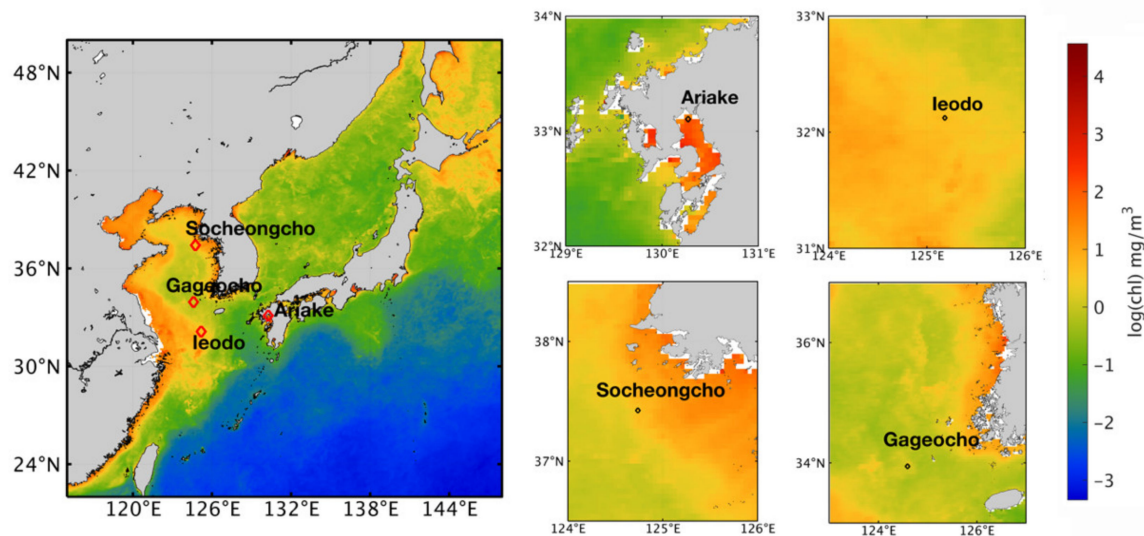 48°N
42°N
36°N
30°N
24°N
120°E
126°E
132°E
138°E
144°E
Socheongcho
Gageocho
Ariake
Ieodo
34°N
33°N
32°N
129°E
130°E
131°E
Ariake
33°N
32°N
31°N
124°E
125°E
126°E
Ieodo
38°N
37°N
124°E
125°E
126°E
Socheongcho
36°N
34°N
124°E
126°E
Gageocho
4
3
2
1
0
−1
−2
−3
log(chl) mg/m³